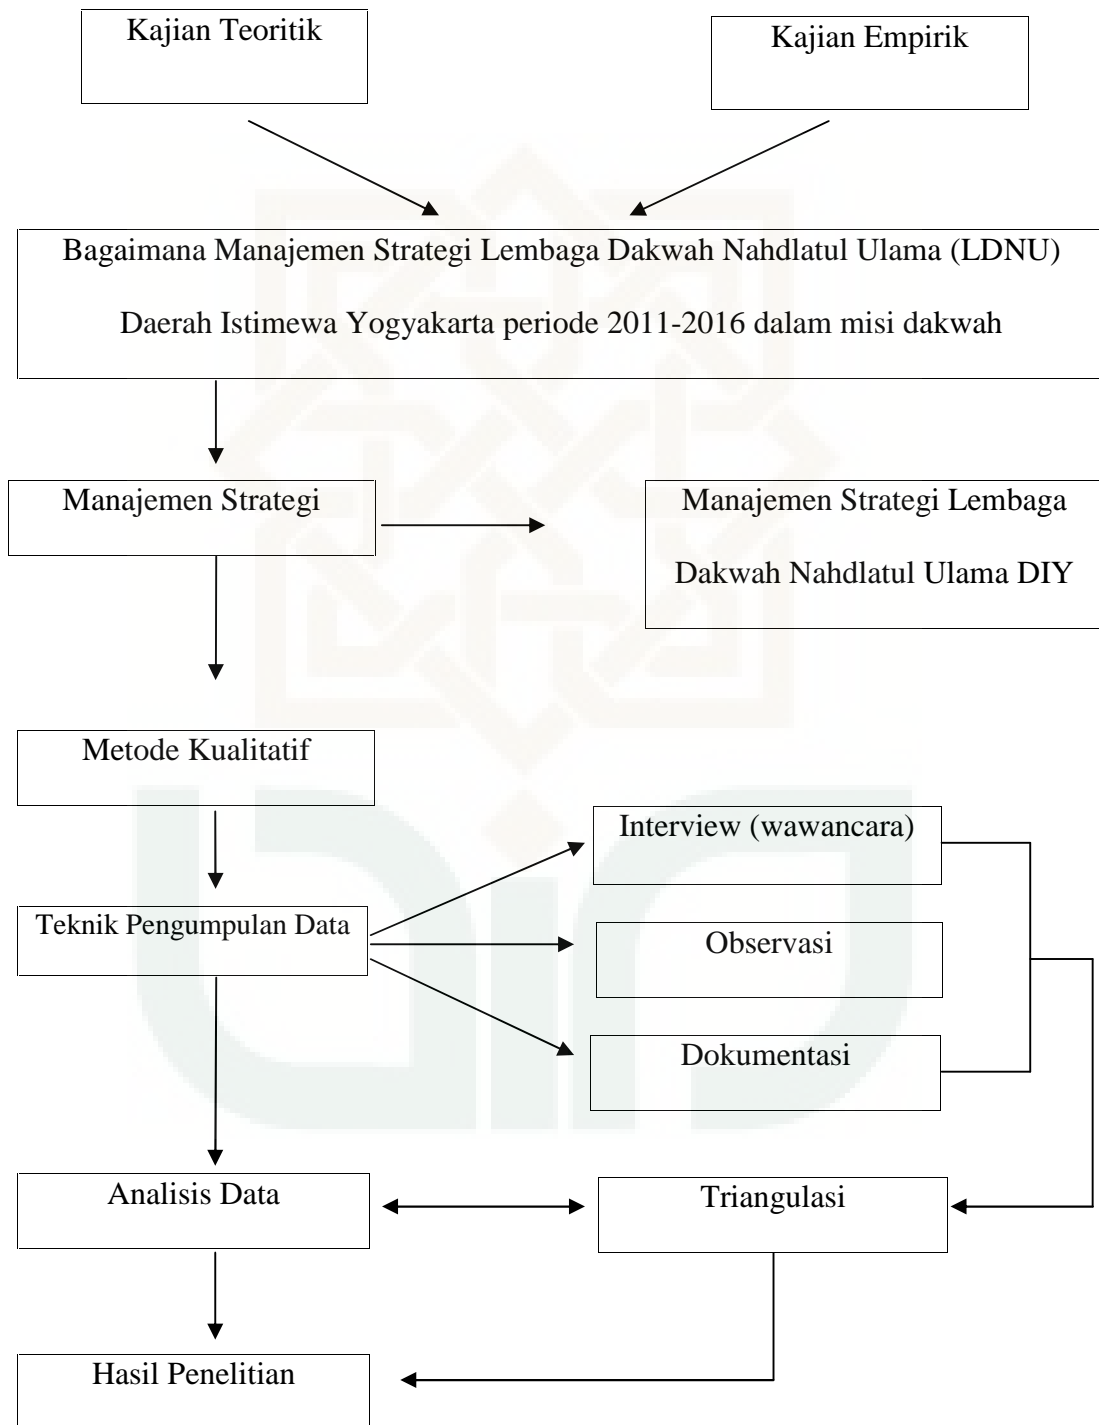 Kajian Teoritik
Kajian Empirik
Bagaimana Manajemen Strategi Lembaga Dakwah Nahdlatul Ulama (LDNU)
Daerah Istimewa Yogyakarta periode 2011-2016 dalam misi dakwah
Manajemen Strategi
Manajemen Strategi Lembaga
Dakwah Nahdlatul Ulama DIY
Metode Kualitatif
Interview (wawancara)
Teknik Pengumpulan Data
Observasi
Dokumentasi
Analisis Data
Triangulasi
Hasil Penelitian